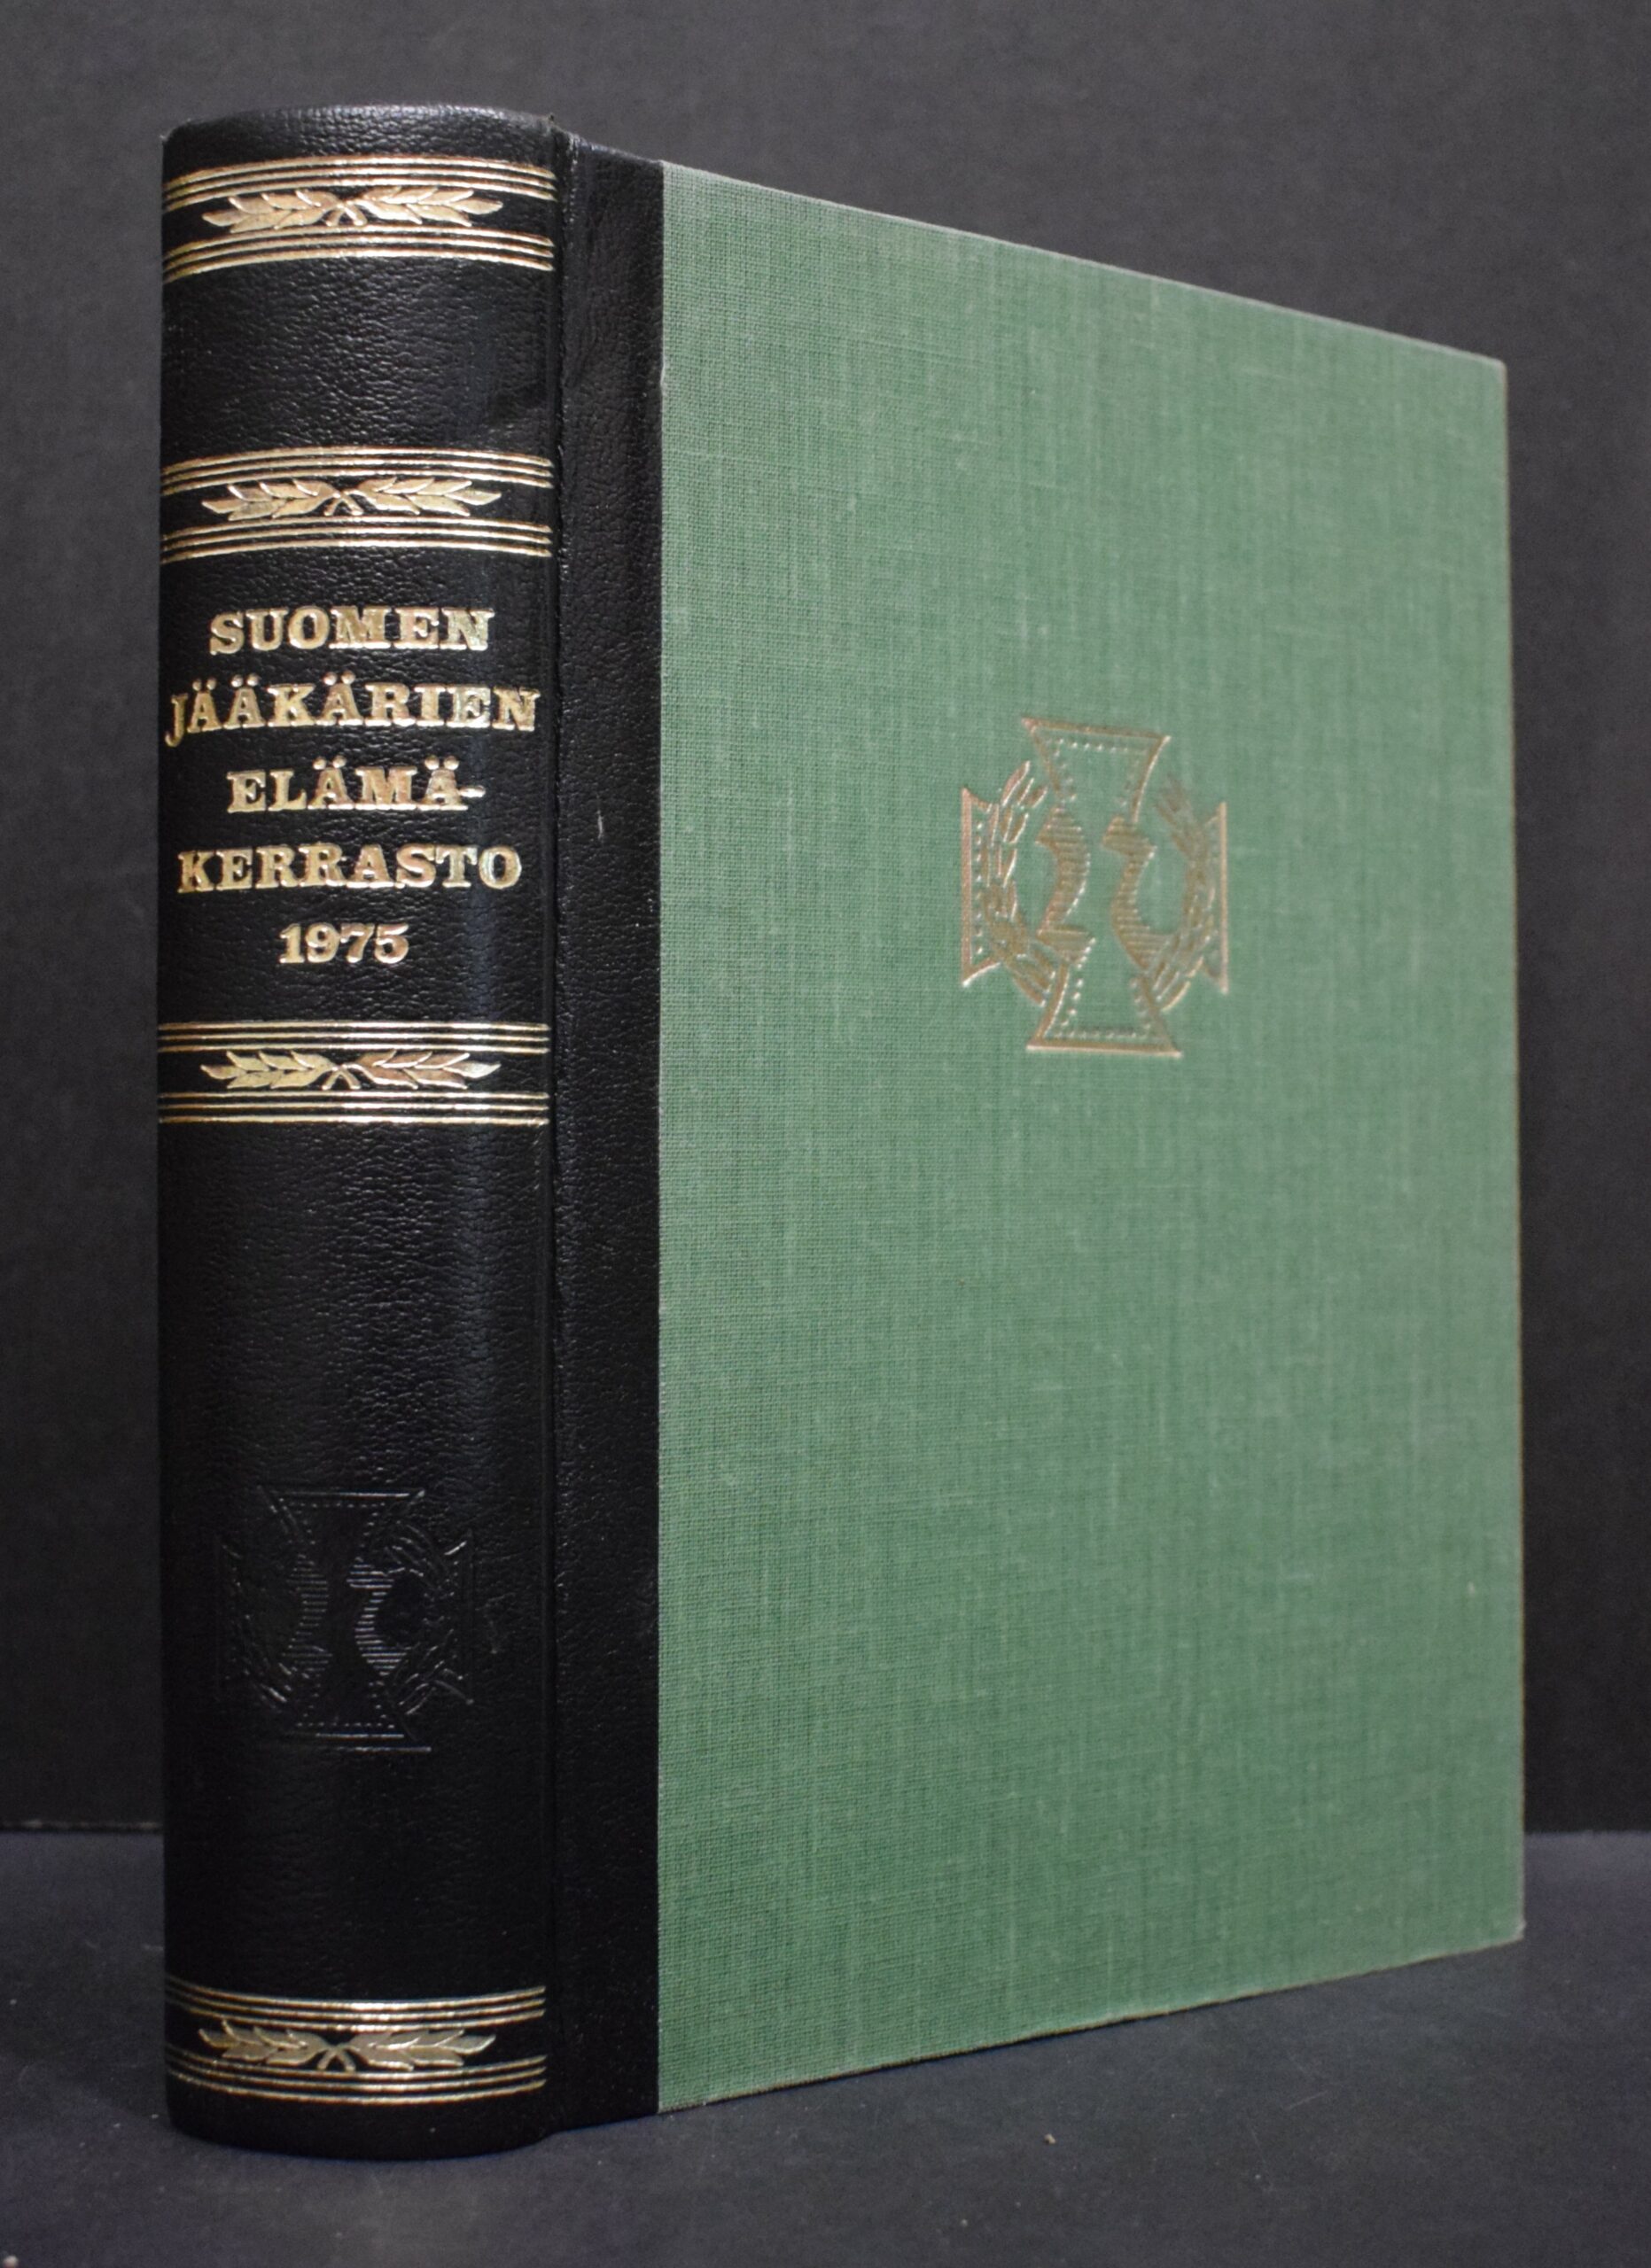 SUOMEN
JÄÄKÄRIEN
ELÄMÄ-
KERRASTO
1975